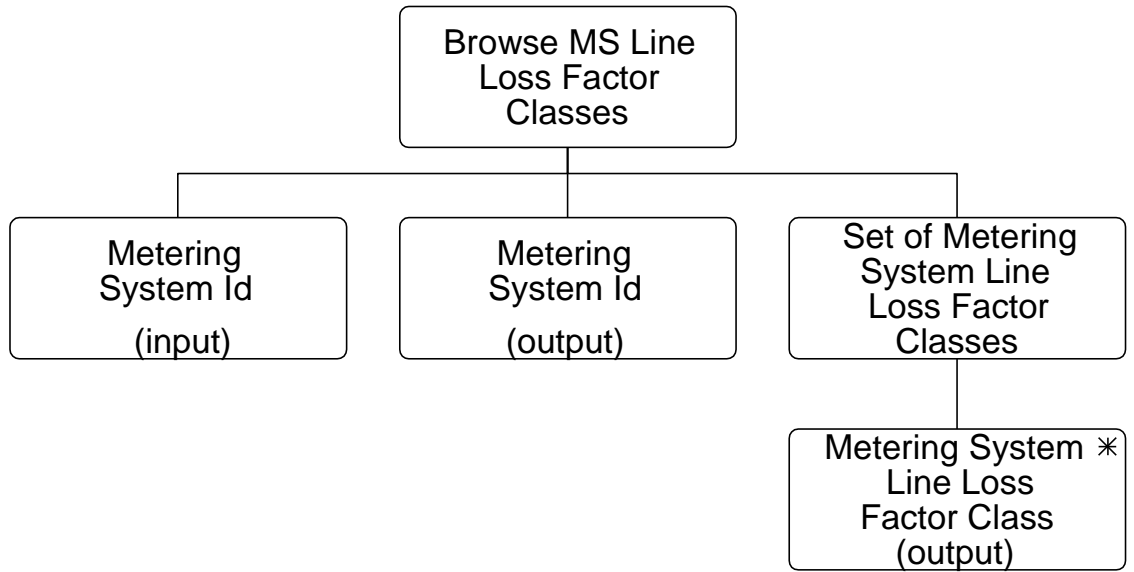 Browse MS Line
Loss Factor
Classes
Metering
System Id
(input)
Metering
System Id
(output)
Set of Metering
System Line
Loss Factor
Classes
Metering System *
Line Loss
Factor Class
(output)